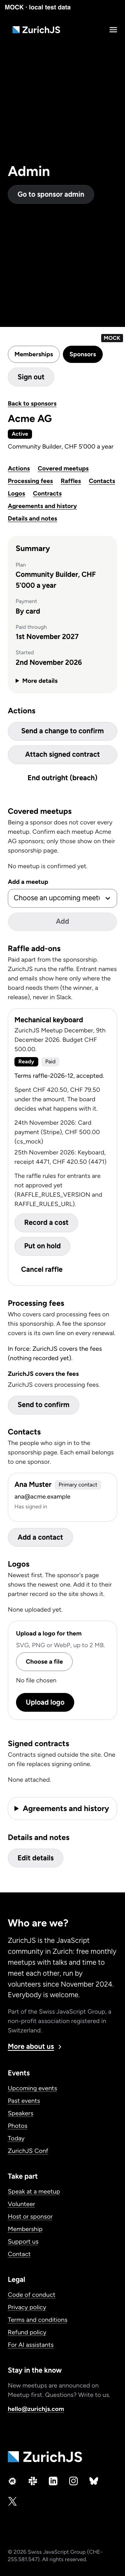 MOCK · local test data
ZurichJS
Admin
Go to sponsor admin
MOCK
Memberships
Sponsors
Sign out
Back to sponsors
Acme AG
Active
Community Builder, CHF 5'000 a year
Actions
Covered meetups
Processing fees
Raffles
Contacts
Logos
Contracts
Agreements and history
Details and notes
Summary
Plan
Community Builder, CHF
5'000 a year
Payment
By card
Paid through
1st November 2027
Started
2nd November 2026
More details
Actions
Send a change to confirm
Attach signed contract
End outright (breach)
Covered meetups
Being a sponsor does not cover every
meetup. Confirm each meetup Acme
AG sponsors; only those show on their
sponsorship page.
No meetup is confirmed yet.
Add a meetup
Choose an upcoming meetu
Add
Raffle add-ons
Paid apart from the sponsorship.
ZurichJS runs the raffle. Entrant names
and emails show here only where the
board needs them (the winner, a
release), never in Slack.
Mechanical keyboard
ZurichJS Meetup December, 9th
December 2026. Budget CHF
500.00.
Ready
Paid
Terms raffle-2026-12, accepted.
Spent CHF 420.50, CHF 79.50
under the amount. The board
decides what happens with it.
24th November 2026: Card
payment (Stripe), CHF 500.00
(cs_mock)
25th November 2026: Keyboard,
receipt 4471, CHF 420.50 (4471)
The raffle rules for entrants are
not approved yet
(RAFFLE_RULES_VERSION and
RAFFLE_RULES_URL).
Record a cost
Put on hold
Cancel raffle
Processing fees
Who covers card processing fees on
this sponsorship. A fee the sponsor
covers is its own line on every renewal.
In force: ZurichJS covers the fees
(nothing recorded yet).
ZurichJS covers the fees
ZurichJS covers processing fees.
Send to confirm
Contacts
The people who sign in to the
sponsorship page. Each email belongs
to one sponsor.
Ana Muster
Primary contact
ana@acme.example
Has signed in
Add a contact
Logos
Newest first. The sponsor's page
shows the newest one. Add it to their
partner record so the site shows it.
None uploaded yet.
Upload a logo for them
SVG, PNG or WebP, up to 2 MB.
Choose a file
No file chosen
Upload logo
Signed contracts
Contracts signed outside the site. One
on file replaces signing online.
None attached.
Agreements and history
Details and notes
Edit details
Who are we?
ZurichJS is the JavaScript
community in Zurich: free monthly
meetups with talks and time to
meet each other, run by
volunteers since November 2024.
Everybody is welcome.
Part of the Swiss JavaScript Group, a
non-profit association registered in
Switzerland.
More about us
Events
Upcoming events
Past events
Speakers
Photos
Today
ZurichJS Conf
Take part
Speak at a meetup
Volunteer
Host or sponsor
Membership
Support us
Contact
Legal
Code of conduct
Privacy policy
Terms and conditions
Refund policy
For AI assistants
Stay in the know
New meetups are announced on
Meetup first. Questions? Write to us.
hello@zurichjs.com
ZurichJS
© 2026 Swiss JavaScript Group (CHE-
255.581.547). All rights reserved.